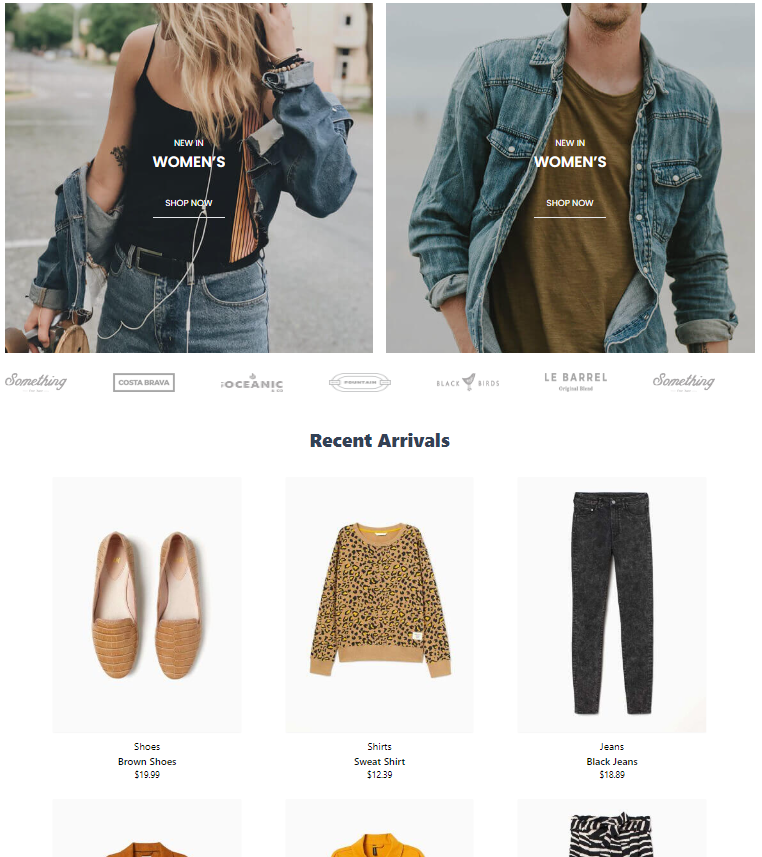 NEW IN
WOMEN'S
SHOP NOW
NEW IN
WOMEN'S
SHOP NOW
Something
COSTA BRAVA
OCEANIC
FOUNTAIN
BLACK BIRDS
LE BARREL
Original Blend
Something
Recent Arrivals
Shoes
Brown Shoes
$19.99
Shirts
Sweat Shirt
$12.39
Jeans
Black Jeans
$18.89